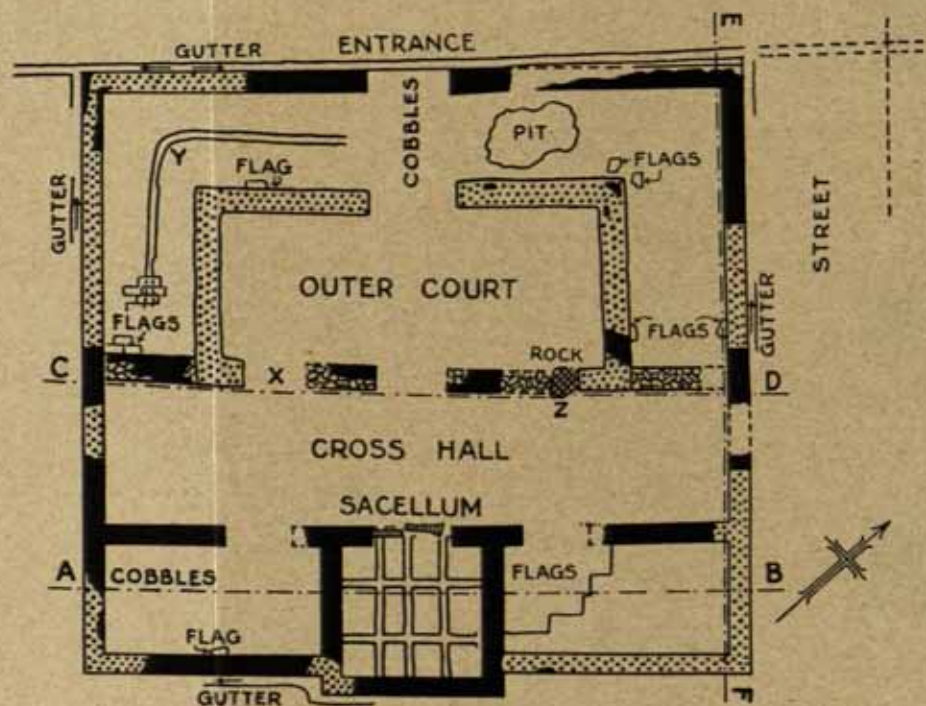 E
GUTTER
ENTRANCE
COBBLES
PIT
Y
FLAG
FLAGS
GUTTER
STREET
OUTER COURT
GUTTER
FLAGS
FLAGS
ROCK
C
X
D
Z
CROSS HALL
SACELLUM
A
COBBLES
FLAGS
B
FLAG
GUTTER
F